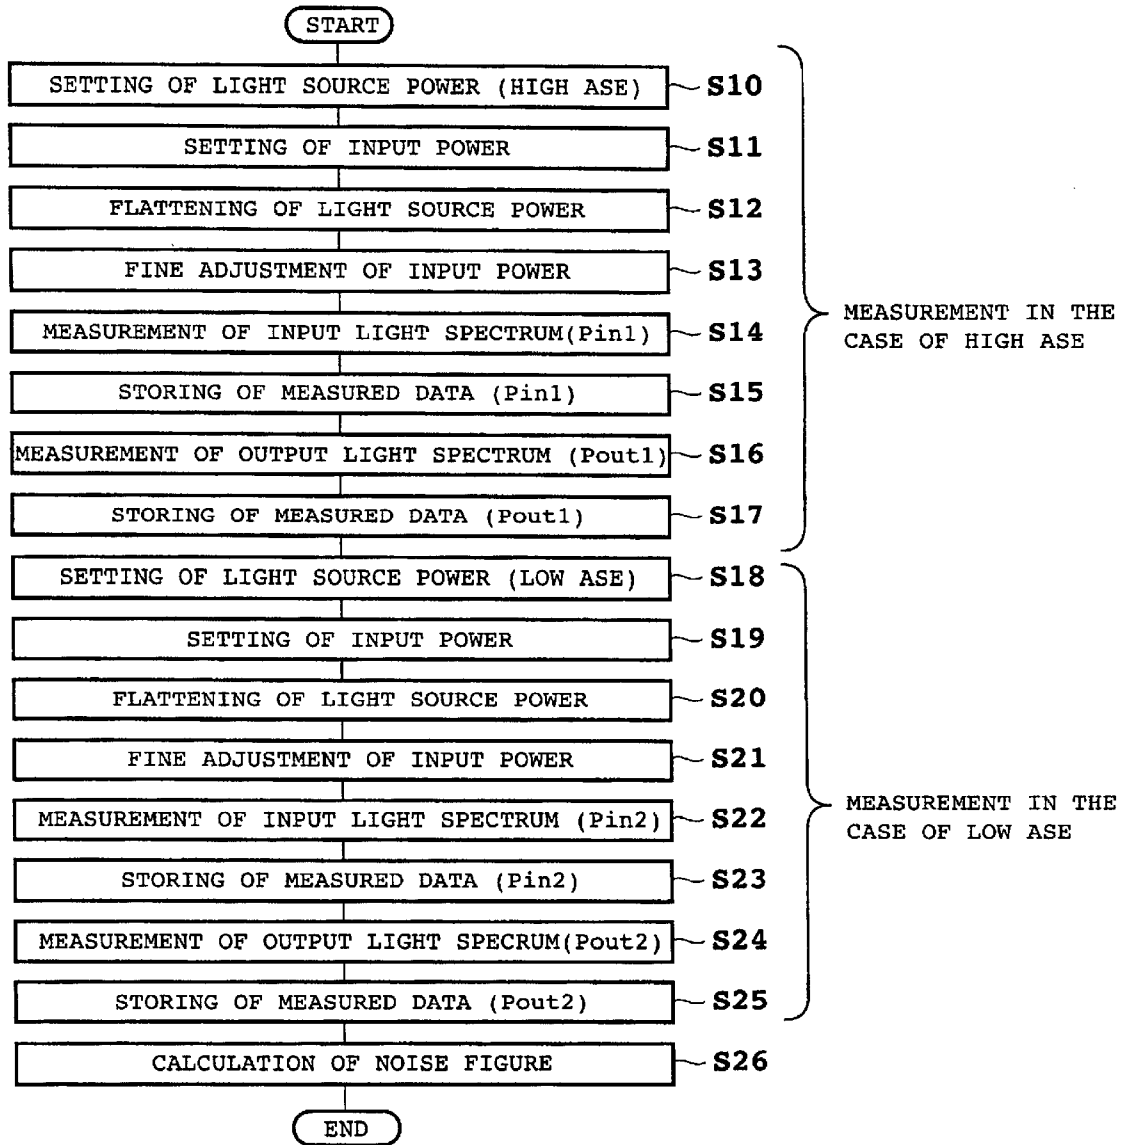 START
SETTING OF LIGHT SOURCE POWER (HIGH ASE) S10
SETTING OF INPUT POWER S11
FLATTENING OF LIGHT SOURCE POWER S12
FINE ADJUSTMENT OF INPUT POWER S13
MEASUREMENT OF INPUT LIGHT SPECTRUM(Pin1) S14
STORING OF MEASURED DATA (Pin1) S15
MEASUREMENT OF OUTPUT LIGHT SPECTRUM (Pout1) S16
STORING OF MEASURED DATA (Pout1) S17
MEASUREMENT IN THE
CASE OF HIGH ASE
SETTING OF LIGHT SOURCE POWER (LOW ASE) S18
SETTING OF INPUT POWER S19
FLATTENING OF LIGHT SOURCE POWER S20
FINE ADJUSTMENT OF INPUT POWER S21
MEASUREMENT OF INPUT LIGHT SPECTRUM (Pin2) S22
STORING OF MEASURED DATA (Pin2) S23
MEASUREMENT OF OUTPUT LIGHT SPECRUM(Pout2) S24
STORING OF MEASURED DATA (Pout2) S25
MEASUREMENT IN THE
CASE OF LOW ASE
CALCULATION OF NOISE FIGURE S26
END